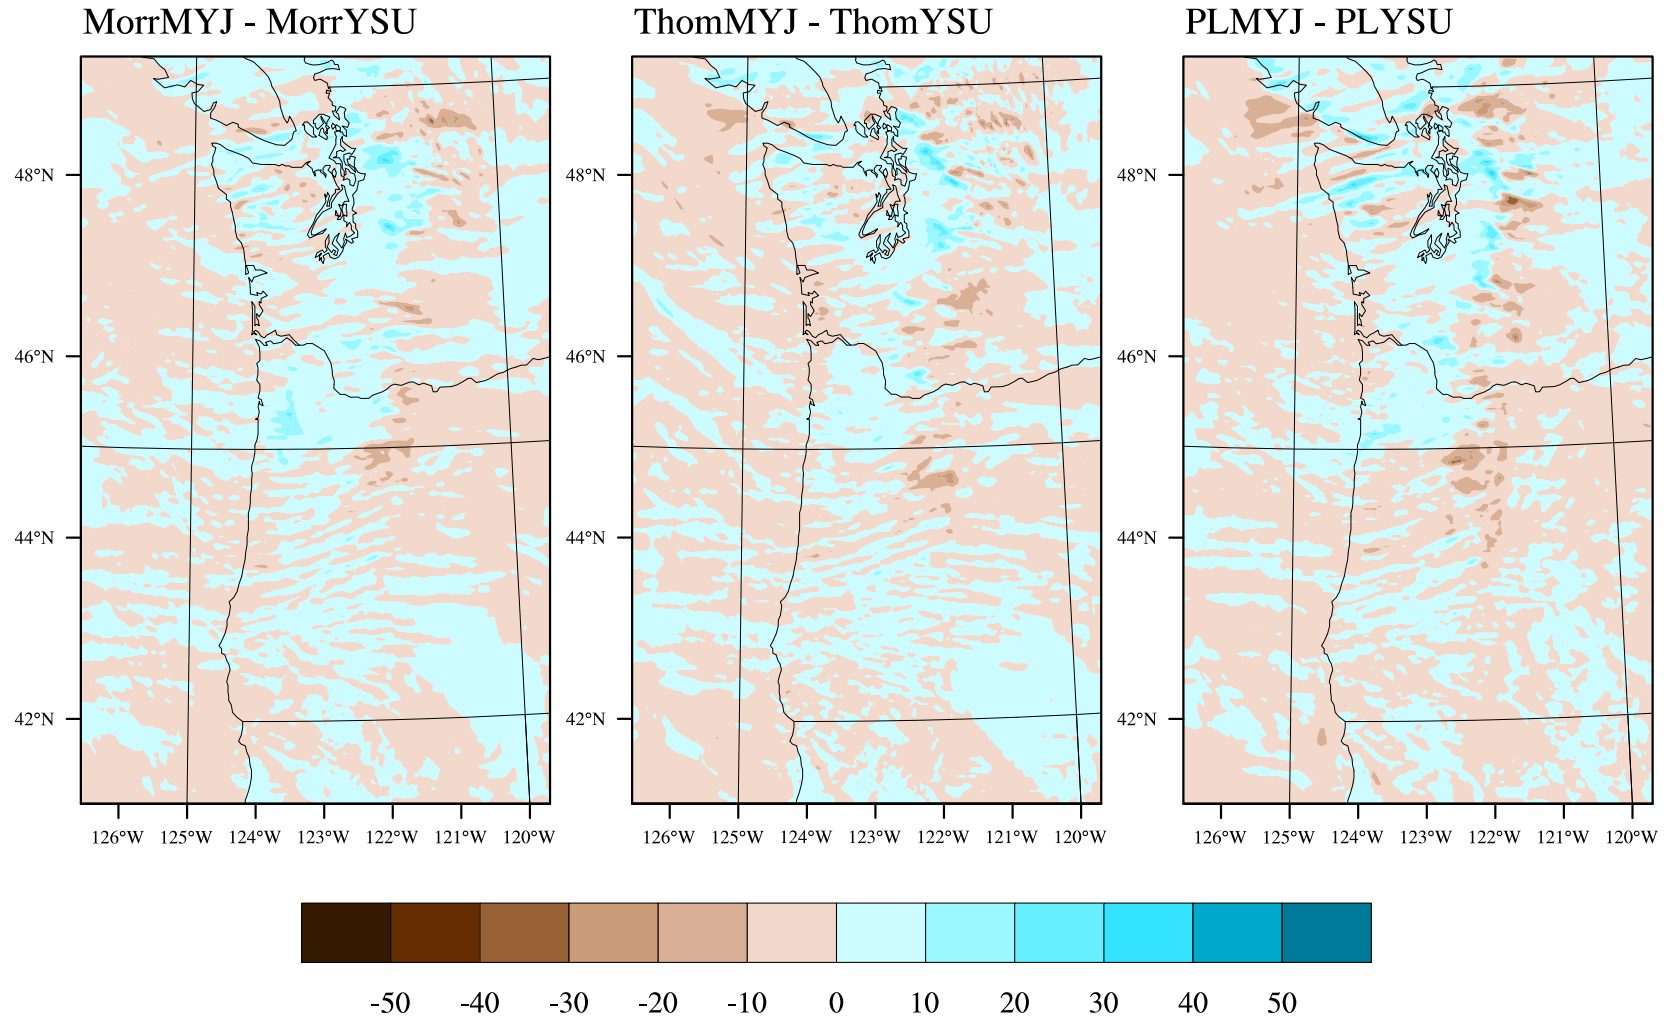 MorrMYJ - MorrYSU
ThomMYJ - ThomYSU
PLMYJ - PLYSU
48°N
46°N
44°N
42°N
126°W 125°W 124°W 123°W 122°W 121°W 120°W
48°N
46°N
44°N
42°N
126°W 125°W 124°W 123°W 122°W 121°W 120°W
48°N
46°N
44°N
42°N
126°W 125°W 124°W 123°W 122°W 121°W 120°W
-50 -40 -30 -20 -10 0 10 20 30 40 50